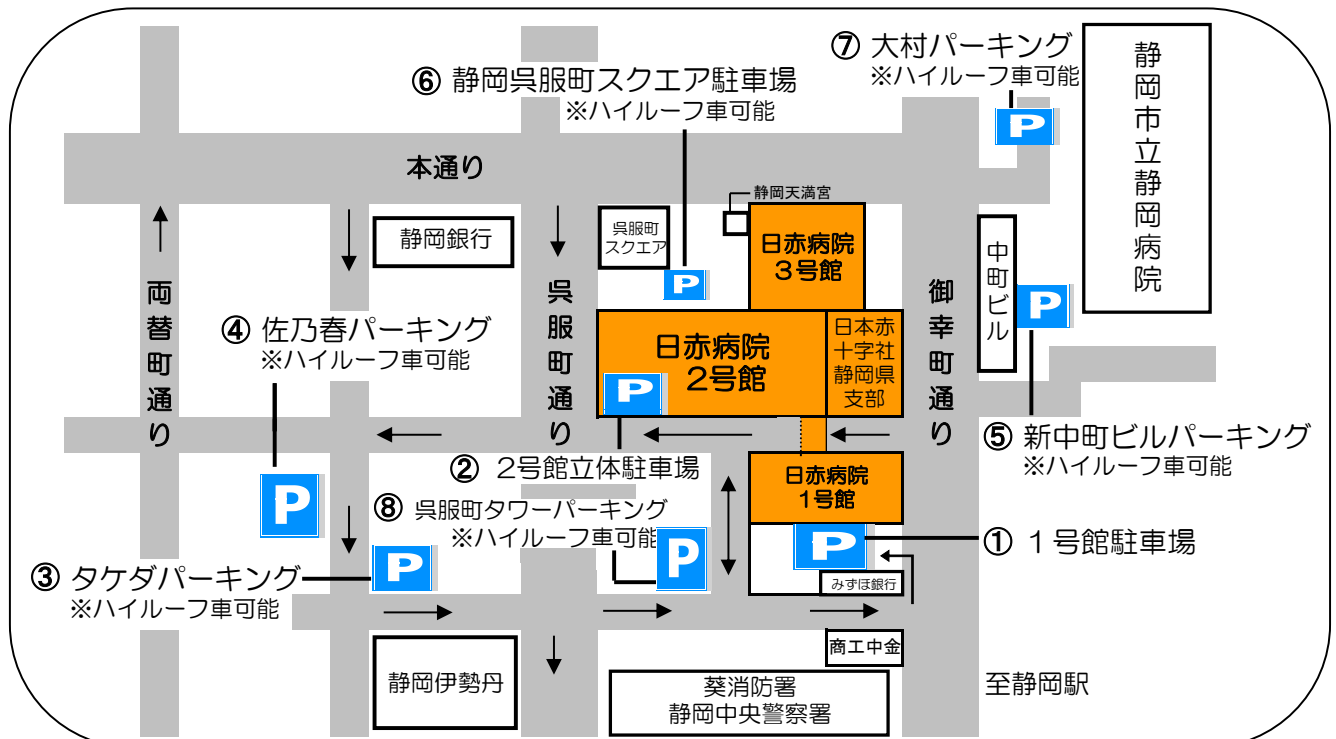 ⑦ 大村パーキング
※ハイルーフ車可能
静岡市立静岡病院
⑥ 静岡呉服町スクエア駐車場
※ハイルーフ車可能
P
本通り
静岡天満宮
静岡銀行
呉服町
スクエア
日赤病院
3号館
中町ビル
P
P
両替町通り
呉服町通り
御幸町通り
④ 佐乃春パーキング
※ハイルーフ車可能
日赤病院
2号館
P
日本赤
十字社
静岡県
支部
⑤ 新中町ビルパーキング
※ハイルーフ車可能
② 2号館立体駐車場
日赤病院
1号館
P
⑧ 呉服町タワーパーキング
※ハイルーフ車可能
P
P
① 1号館駐車場
③ タケダパーキング
※ハイルーフ車可能
P
みずほ銀行
商工中金
静岡伊勢丹
葵消防署
静岡中央警察署
至静岡駅